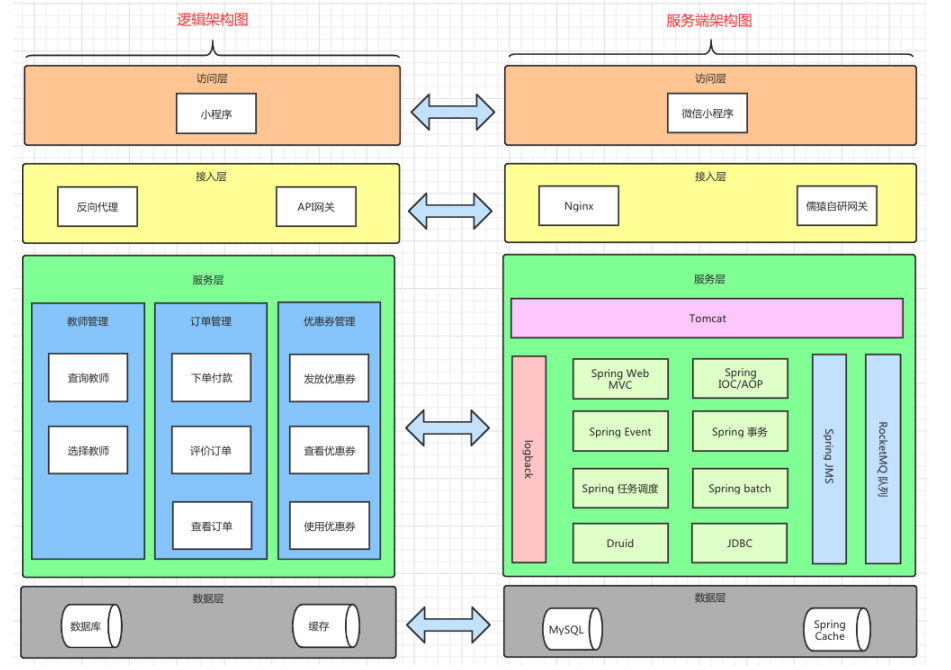 逻辑架构图
服务端架构图
访问层
小程序
访问层
微信小程序
接入层
反向代理
API网关
接入层
Nginx
儒猿自研网关
服务层
教师管理
订单管理
优惠券管理
查询教师
下单付款
发放优惠券
选择教师
评价订单
查看优惠券
查看订单
使用优惠券
服务层
Tomcat
logback
Spring Web
MVC
Spring
IOC/AOP
Spring Event
Spring 事务
Spring 任务调度
Spring batch
Druid
JDBC
Spring JMS
RocketMQ 队列
数据层
数据库
缓存
数据层
MySQL
Spring
Cache